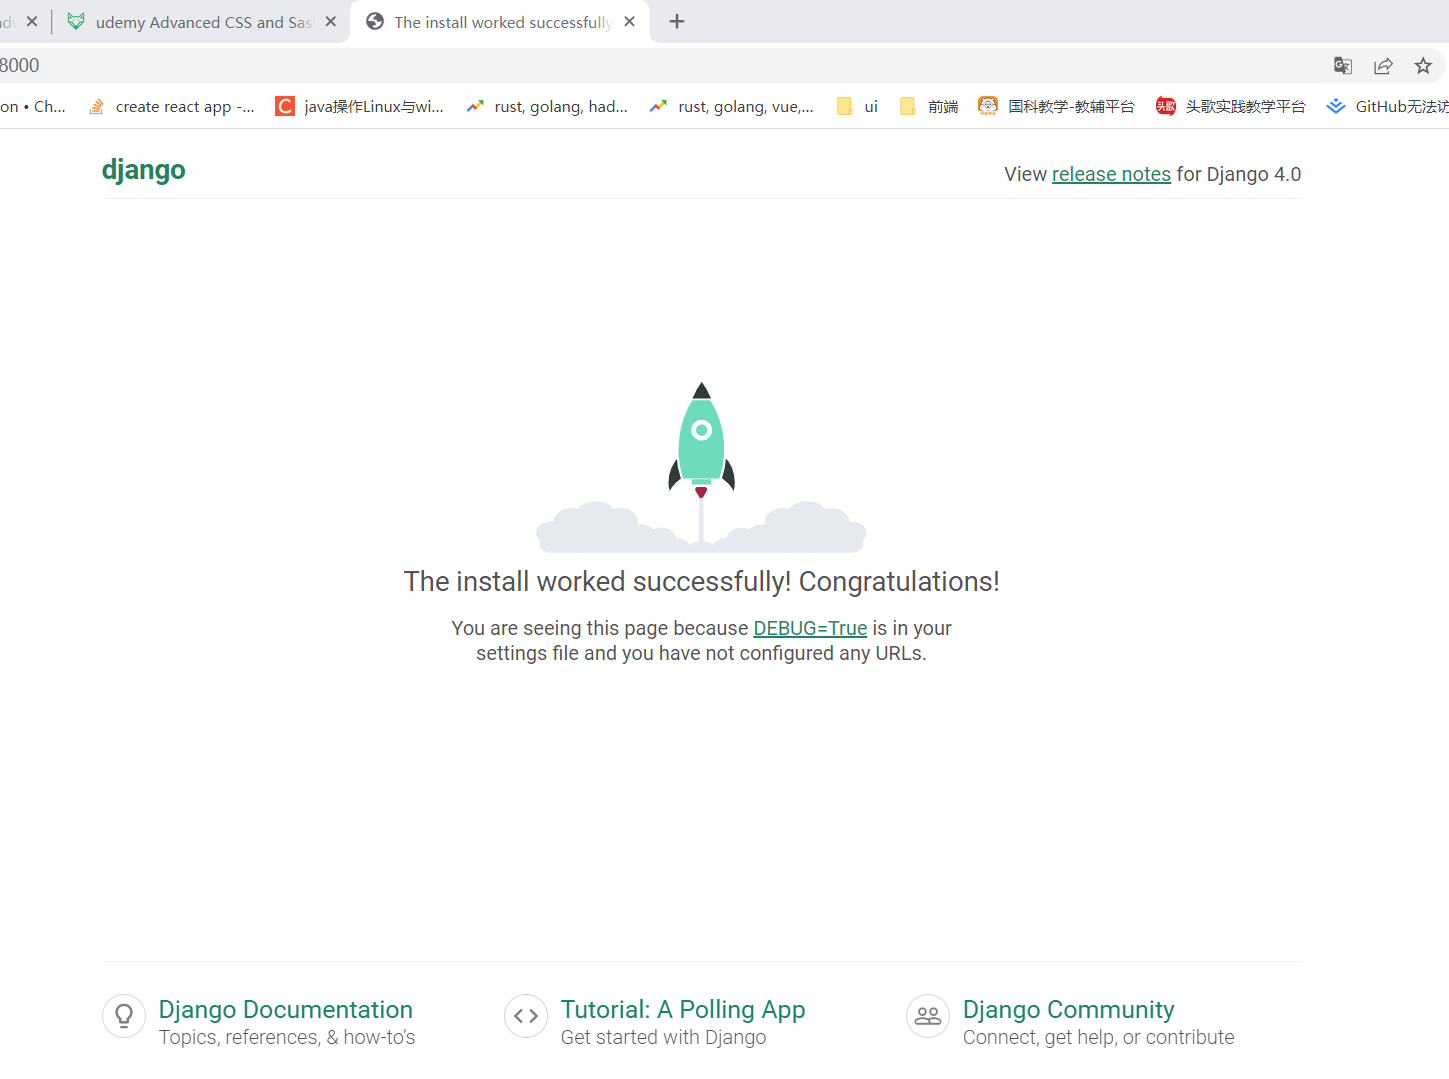 udemy Advanced CSS and Sas
The install worked successfully
8000
on • Ch...
create react app -...
java操作Linux与wi...
rust, golang, had...
rust, golang, vue,...
ui
前端
国科教学-教辅平台
头歌
头歌实践教学平台
GitHub无法访
django
View release notes for Django 4.0
The install worked successfully! Congratulations!
You are seeing this page because DEBUG=True is in your
settings file and you have not configured any URLs.
Django Documentation
Topics, references, & how-to’s
Tutorial: A Polling App
Get started with Django
Django Community
Connect, get help, or contribute